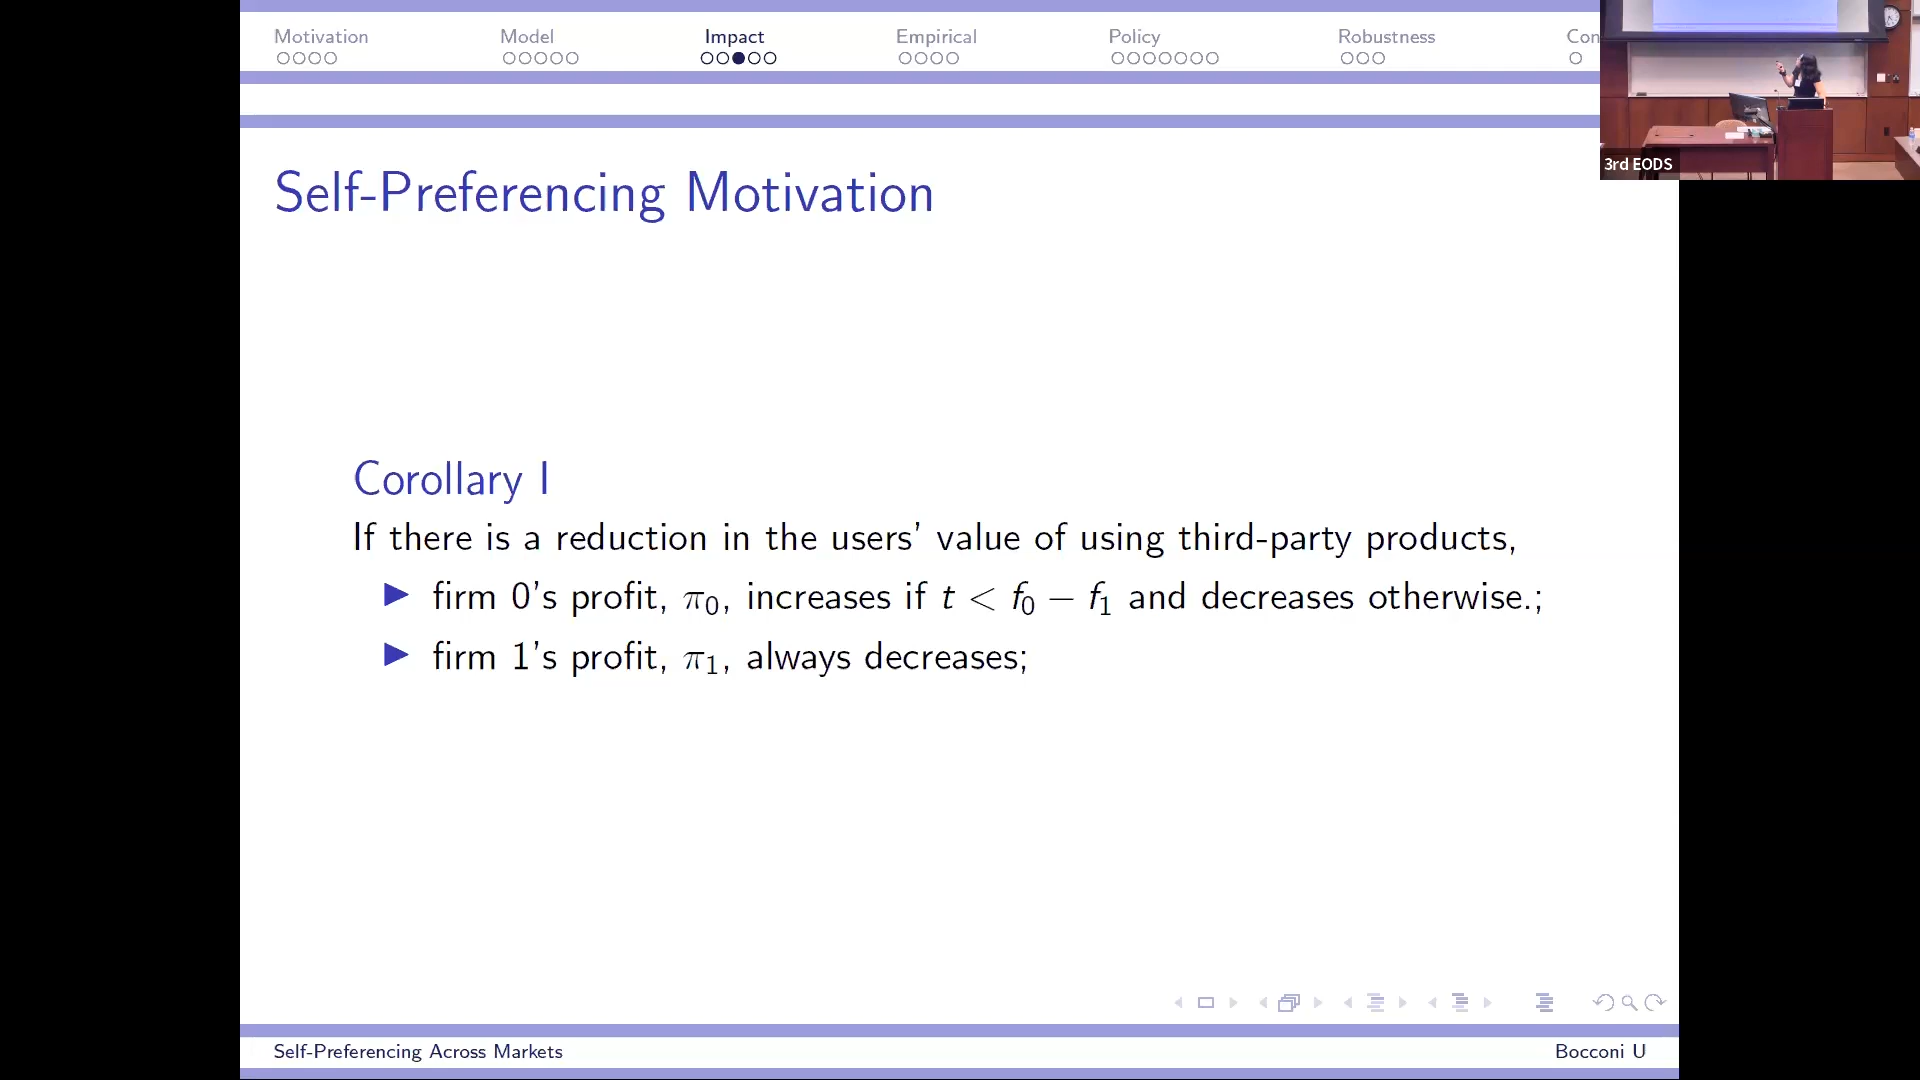 Motivation
Model
Impact
Empirical
Policy
Robustness
Con
3rd EODS
Self-Preferencing Motivation
Corollary I
If there is a reduction in the users' value of using third-party products,
firm 0's profit, π₀, increases if t < f₀ − f₁ and decreases otherwise.;
firm 1's profit, π₁, always decreases;
Self-Preferencing Across Markets
Bocconi U